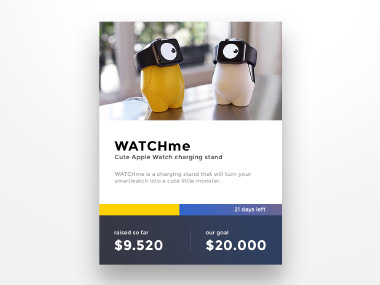 WATCHme
Cute Apple Watch charging stand
WATCHme is a charging stand that will turn your
smartwatch into a cute little monster.
21 days left
raised so far
$9.520
our goal
$20.000